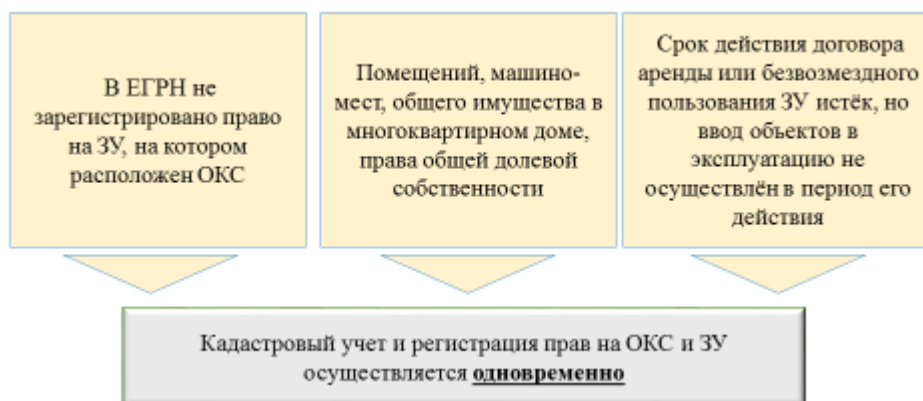 В ЕГРН не
зарегистрировано право
на ЗУ, на котором
расположен ОКС
Помещений, машино-
мест, общего имущества в
многоквартирном доме,
права общей долевой
собственности
Срок действия договора
аренды или безвозмездного
пользования ЗУ истёк, но
ввод объектов в
эксплуатацию не
осуществлён в период его
действия
Кадастровый учет и регистрация прав на ОКС и ЗУ
осуществляется одновременно